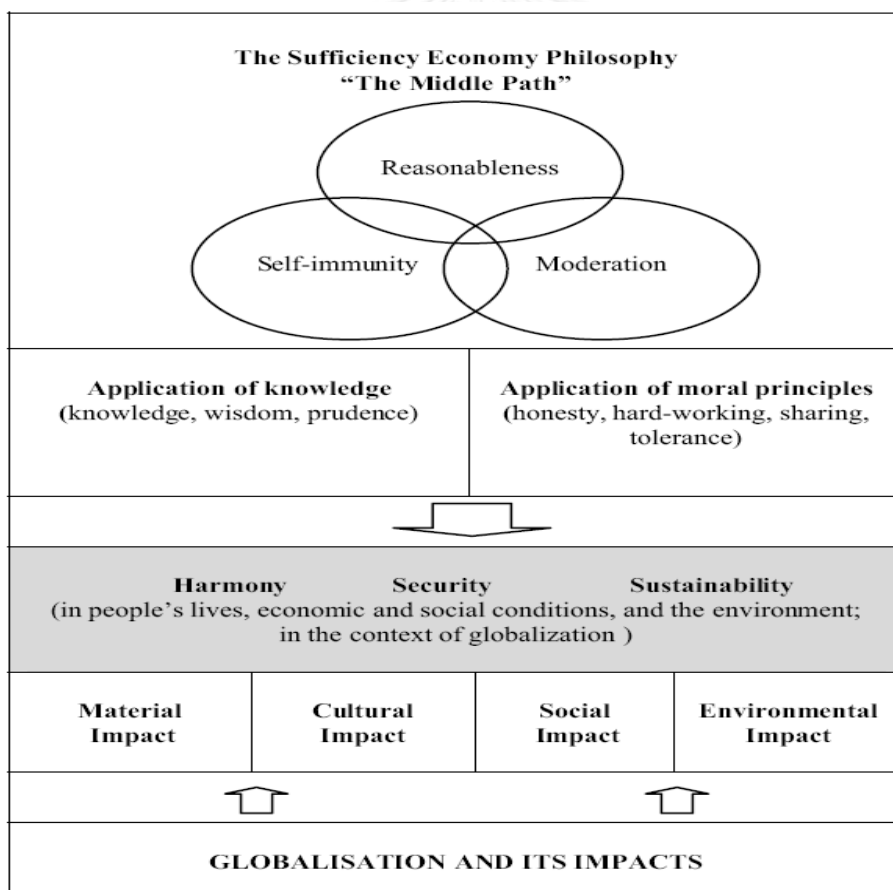 The Sufficiency Economy Philosophy
“The Middle Path”
Reasonableness
Self-immunity
Moderation
Application of knowledge
(knowledge, wisdom, prudence)
Application of moral principles
(honesty, hard-working, sharing,
tolerance)
Harmony Security Sustainability
(in people’s lives, economic and social conditions, and the environment;
in the context of globalization )
Material
Impact
Cultural
Impact
Social
Impact
Environmental
Impact
GLOBALISATION AND ITS IMPACTS